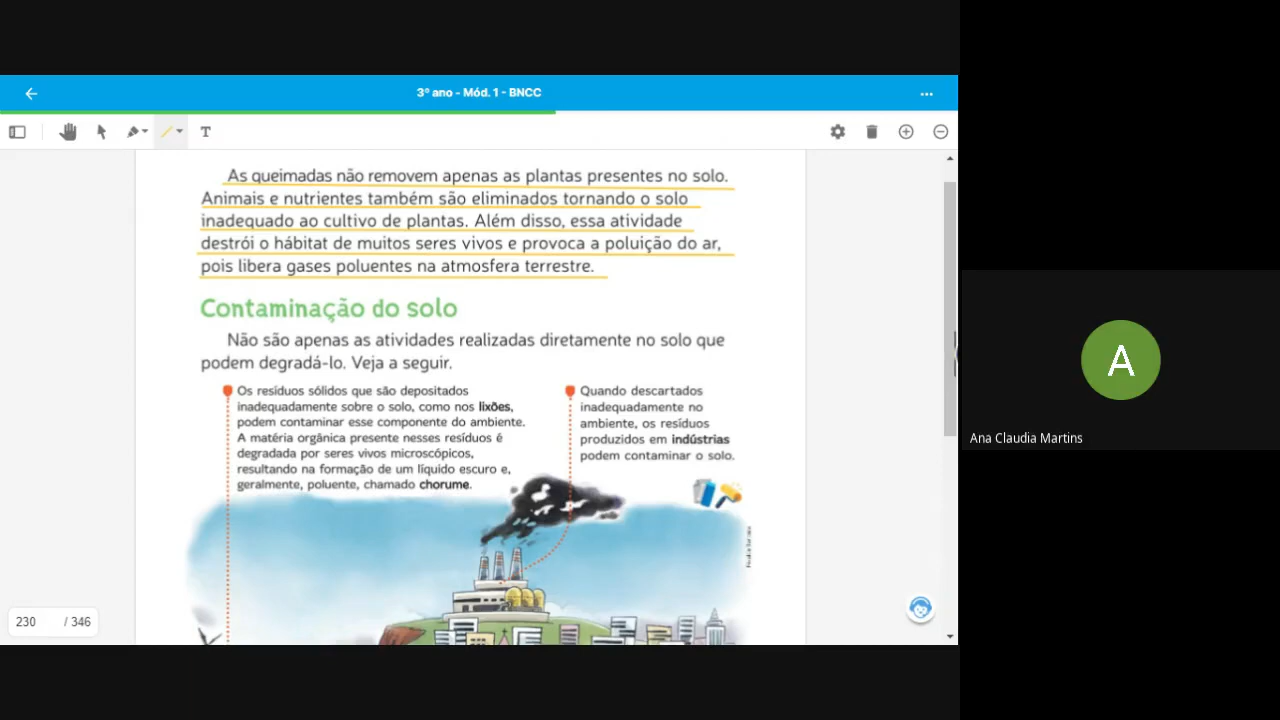 3º ano - Mód. 1 - BNCC
T
As queimadas não removem apenas as plantas presentes no solo.
Animais e nutrientes também são eliminados tornando o solo
inadequado ao cultivo de plantas. Além disso, essa atividade
destrói o hábitat de muitos seres vivos e provoca a poluição do ar,
pois libera gases poluentes na atmosfera terrestre.
Contaminação do solo
Não são apenas as atividades realizadas diretamente no solo que
podem degradá-lo. Veja a seguir.
Os resíduos sólidos que são depositados
inadequadamente sobre o solo, como nos lixões,
podem contaminar esse componente do ambiente.
A matéria orgânica presente nesses resíduos é
degradada por seres vivos microscópicos,
resultando na formação de um líquido escuro e,
geralmente, poluente, chamado chorume.
Quando descartados
inadequadamente no
ambiente, os resíduos
produzidos em indústrias
podem contaminar o solo.
230 / 346
A
Ana Claudia Martins